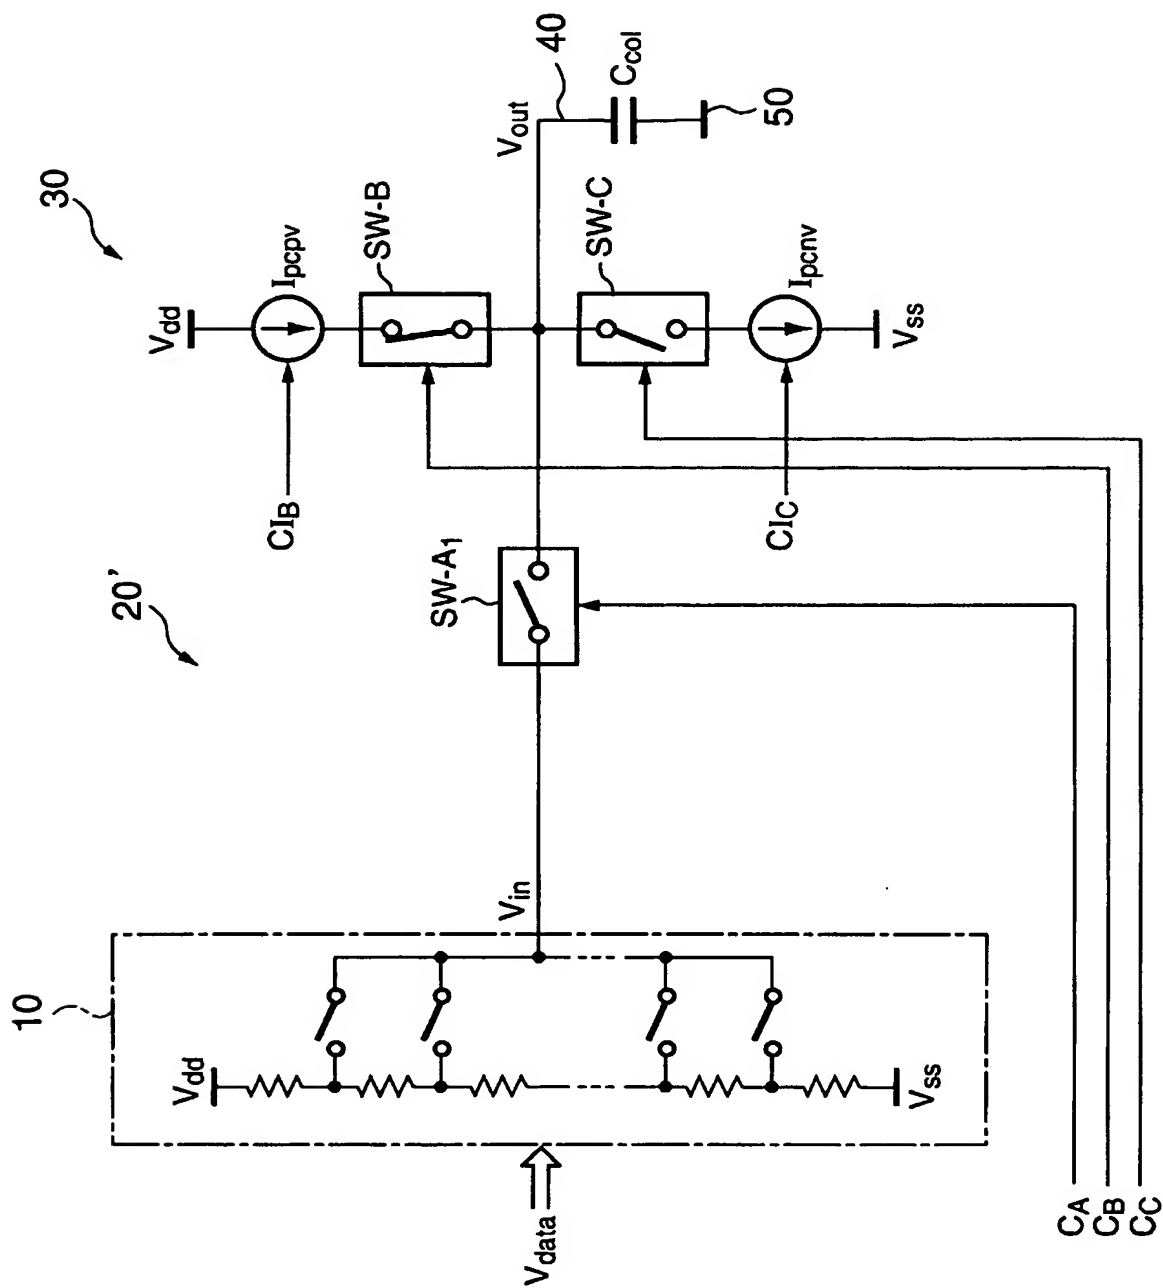 30
20'
10
Vdd
Ipcpv
CIB
SW-B
Vout
40
Ccol
50
SW-C
Ipcnv
CIC
Vss
SW-A1
Vin
Vdd
Vss
Vdata
CA
CB
CC